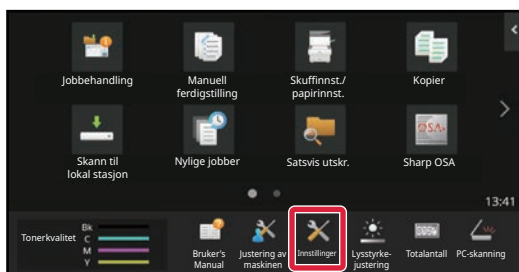 Jobbehandling
Manuell
ferdigstilling
Skuffinnst./
papirinnst.
Kopier
OSA
Skann til
lokal stasjon
Nylige jobber
Satsvis utskr.
Sharp OSA
13:41
Tonerkvalitet
Bk
C
M
Y
Bruker's
Manual
Justering av
maskinen
Innstillinger
Lysstyrke-
justering
Totalantall
PC-skanning